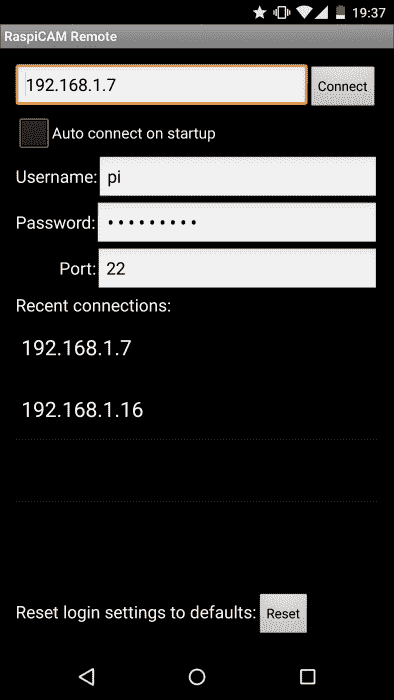 19:37
RaspiCAM Remote
192.168.1.7 Connect
Auto connect on startup
Username: pi
Password: •••••••••
Port: 22
Recent connections:
192.168.1.7
192.168.1.16
Reset login settings to defaults: Reset